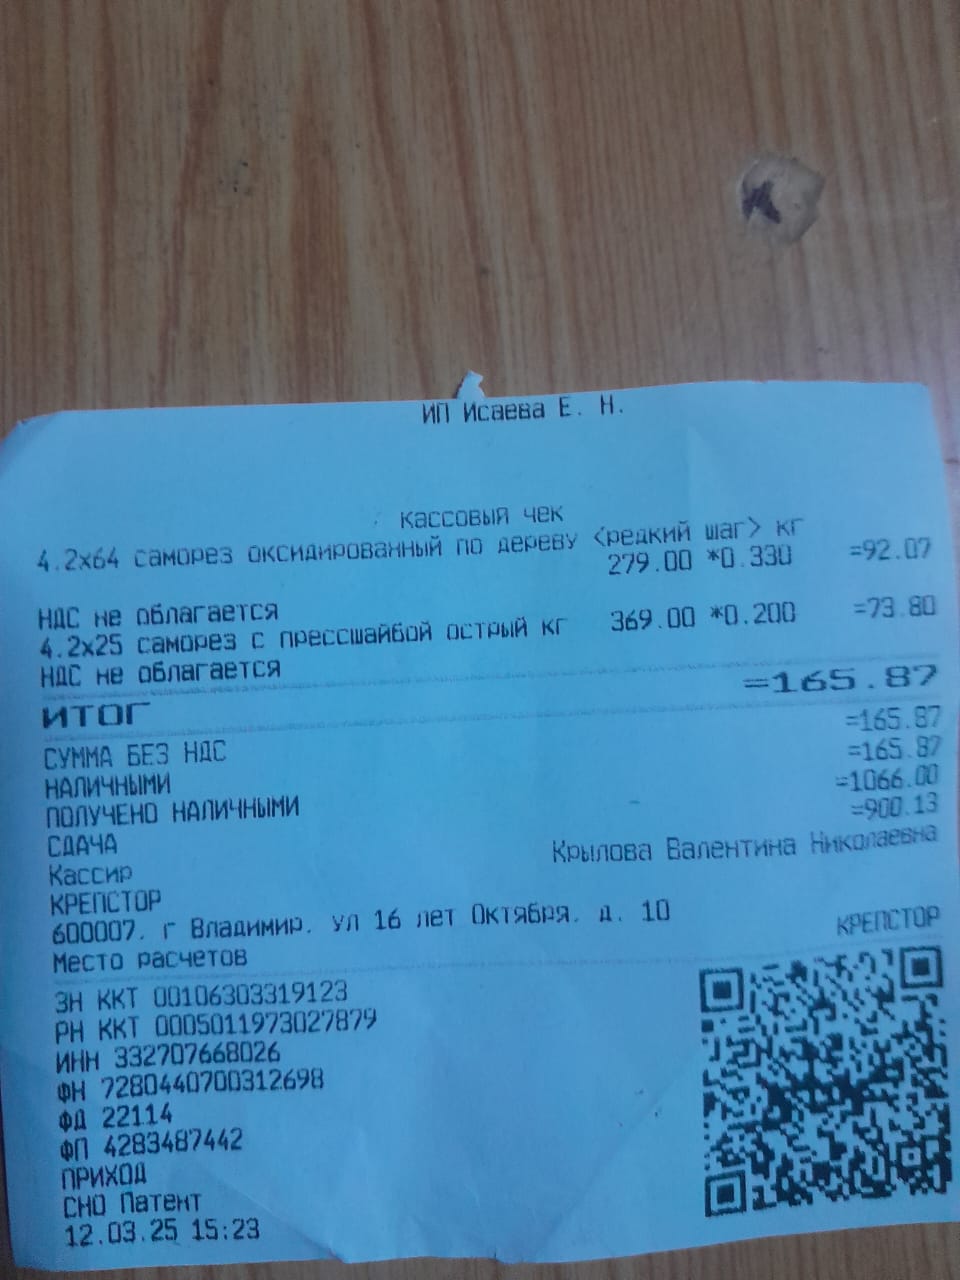 ИП Исаева Е. Н.
кассовый чек
4.2x64 саморез оксидированный по дереву <редкий шаг> кг
279.00 *0.330 =92.07
НДС не облагается
4.2x25 саморез с прессшайбой острый кг 369.00 *0.200 =73.80
НДС не облагается
ИТОГ =165.87
СУММА БЕЗ НДС =165.87
НАЛИЧНЫМИ =165.87
ПОЛУЧЕНО НАЛИЧНЫМИ =1066.00
СДАЧА =900.13
Кассир Крылова Валентина Николаевна
КРЕПСТОР
600007. г Владимир. ул 16 лет Октября. д. 10
Место расчетов КРЕПСТОР
ЗН ККТ 00106303319123
РН ККТ 0005011973027879
ИНН 332707668026
ФН 7280440700312698
ФД 22114
ФП 4283487442
ПРИХОД
СНО Патент
12.03.25 15:23